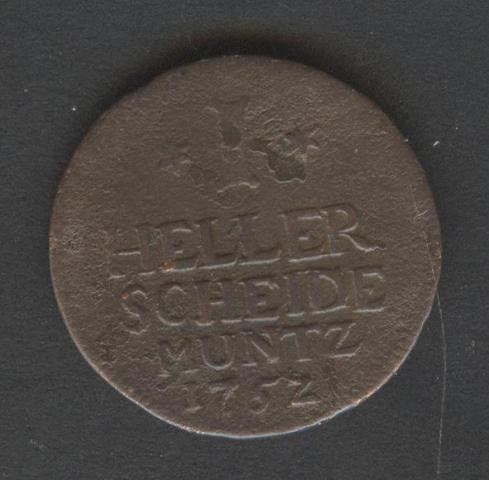 I
HELLER
SCHEIDE
MUNTZ
1752